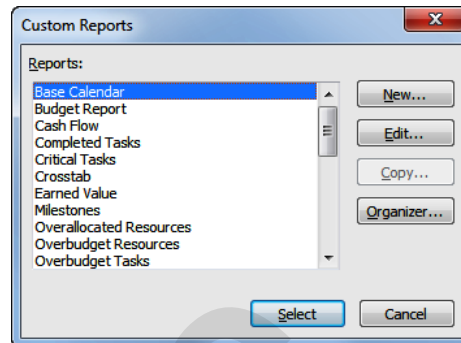 Custom Reports
X
Reports:
Base Calendar
Budget Report
Cash Flow
Completed Tasks
Critical Tasks
Crosstab
Earned Value
Milestones
Overallocated Resources
Overbudget Resources
Overbudget Tasks
New...
Edit...
Copy...
Organizer...
Select
Cancel